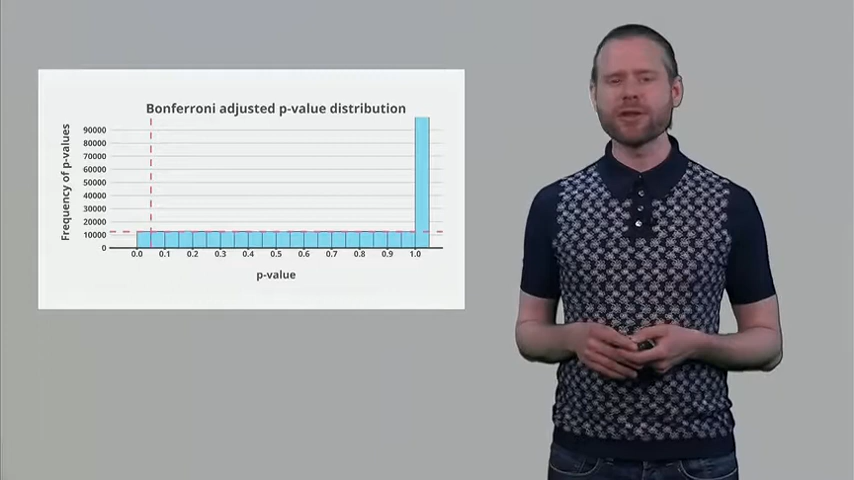 Bonferroni adjusted p-value distribution
Frequency of p-values
90000
80000
70000
60000
50000
40000
30000
20000
10000
0
0.0 0.1 0.2 0.3 0.4 0.5 0.6 0.7 0.8 0.9 1.0
p-value